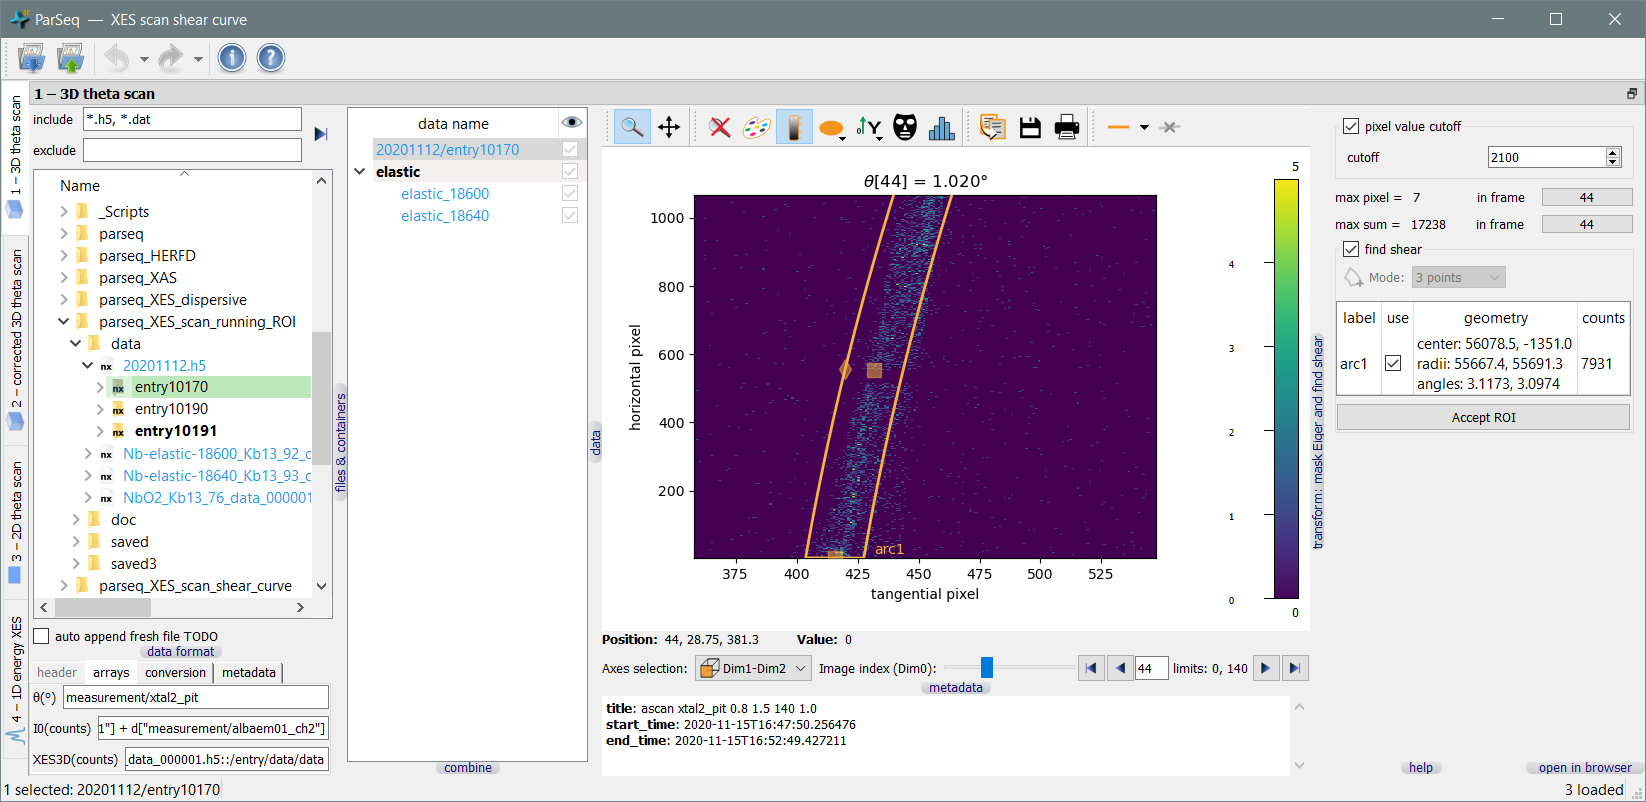 ParSeq — XES scan shear curve
1 – 3D theta scan
2 – corrected 3D theta scan
3 – 2D theta scan
4 – 1D energy XES
1 – 3D theta scan
include
*.h5, *.dat
exclude
Name
_Scripts
parseq
parseq_HERFD
parseq_XAS
parseq_XES_dispersive
parseq_XES_scan_running_ROI
data
20201112.h5
nx entry10170
nx entry10190
nx entry10191
nx Nb-elastic-18600_Kb13_92_c
nx Nb-elastic-18640_Kb13_93_c
nx NbO2_Kb13_76_data_000001
doc
saved
saved3
parseq_XES_scan_shear_curve
auto append fresh file TODO
data format
header arrays conversion metadata
θ(°) measurement/xtal2_pit
I0(counts) 1"] + d["measurement/albaem01_ch2"]
XES3D(counts) _data_000001.h5::/entry/data/data
files & containers
data name
20201112/entry10170
elastic
elastic_18600
elastic_18640
combine
data
θ[44] = 1.020°
horizontal pixel
1000
800
600
400
200
arc1
375 400 425 450 475 500 525
tangential pixel
5
4
3
2
1
0
0
Position: 44, 28.75, 381.3 Value: 0
Axes selection: Dim1-Dim2 Image index (Dim0): 44 limits: 0, 140
metadata
title: ascan xtal2_pit 0.8 1.5 140 1.0
start_time: 2020-11-15T16:47:50.256476
end_time: 2020-11-15T16:52:49.427211
transform: mask Eiger and find shear
pixel value cutoff
cutoff 2100
max pixel = 7 in frame 44
max sum = 17238 in frame 44
find shear
Mode: 3 points
label use geometry counts
center: 56078.5, -1351.0
arc1 radii: 55667.4, 55691.3 7931
angles: 3.1173, 3.0974
Accept ROI
help open in browser
1 selected: 20201112/entry10170
3 loaded